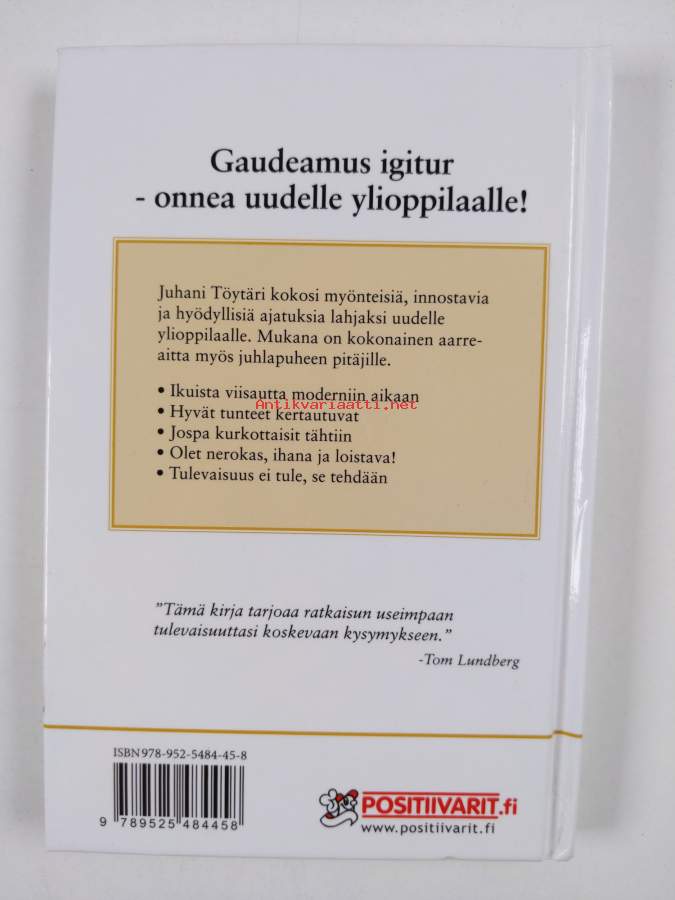 Gaudeamus igitur
- onnea uudelle ylioppilaalle!
Juhani Töytäri kokosi myönteisiä, innostavia
ja hyödyllisiä ajatuksia lahjaksi uudelle
ylioppilaalle. Mukana on kokonainen aarre-
aitta myös juhlapuheen pitäjille.
• Ikuista viisautta moderniin aikaan
Antikvariaatti.net
• Hyvät tunteet kertautuvat
• Jospa kurkottaisit tähtiin
• Olet nerokas, ihana ja loistava!
• Tulevaisuus ei tule, se tehdään
”Tämä kirja tarjoaa ratkaisun useimpaan
tulevaisuuttasi koskevaan kysymykseen.”
-Tom Lundberg
ISBN 978-952-5484-45-8
9 789525 484458
POSITIIVARIT.fi
www.positiivarit.fi